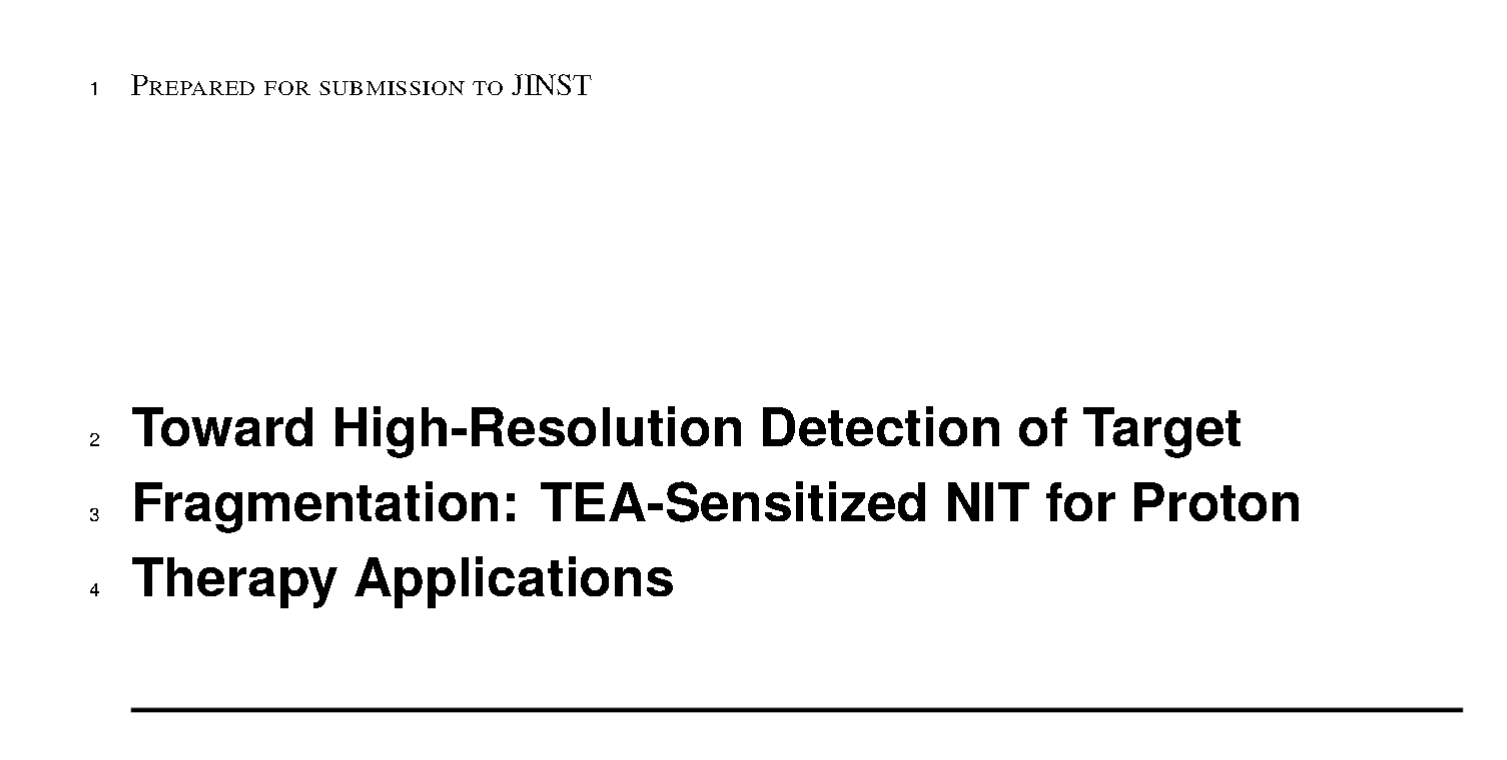 1 Prepared for submission to JINST
2 Toward High-Resolution Detection of Target
3 Fragmentation: TEA-Sensitized NIT for Proton
4 Therapy Applications